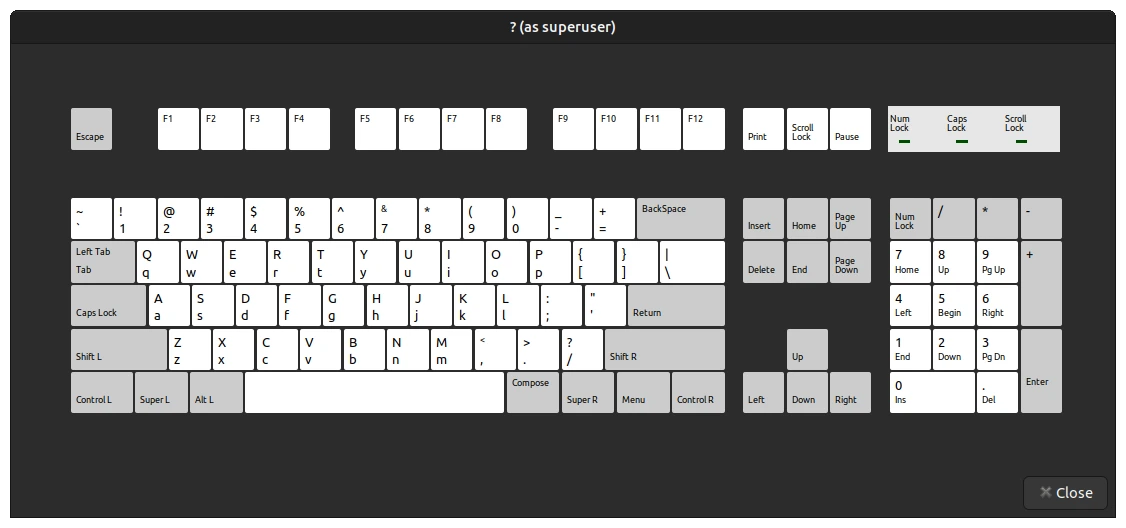 ? (as superuser)
Escape
F1
F2
F3
F4
F5
F6
F7
F8
F9
F10
F11
F12
Print
Scroll
Lock
Pause
Num
Lock
Caps
Lock
Scroll
Lock
~
`
!
1
@
2
#
3
$
4
%
5
^
6
&
7
*
8
(
9
)
0
_
-
+
=
BackSpace
Insert
Home
Page
Up
Num
Lock
/
*
-
Left Tab
Tab
Q
q
W
w
E
e
R
r
T
t
Y
y
U
u
I
i
O
o
P
p
{
[
}
]
|
\
Delete
End
Page
Down
7
Home
8
Up
9
Pg Up
+
Caps Lock
A
a
S
s
D
d
F
f
G
g
H
h
J
j
K
k
L
l
:
;
"
'
Return
4
Left
5
Begin
6
Right
Shift L
Z
z
X
x
C
c
V
v
B
b
N
n
M
m
<
,
>
.
?
/
Shift R
Up
1
End
2
Down
3
Pg Dn
Enter
Control L
Super L
Alt L
Compose
Super R
Menu
Control R
Left
Down
Right
0
Ins
.
Del
Close